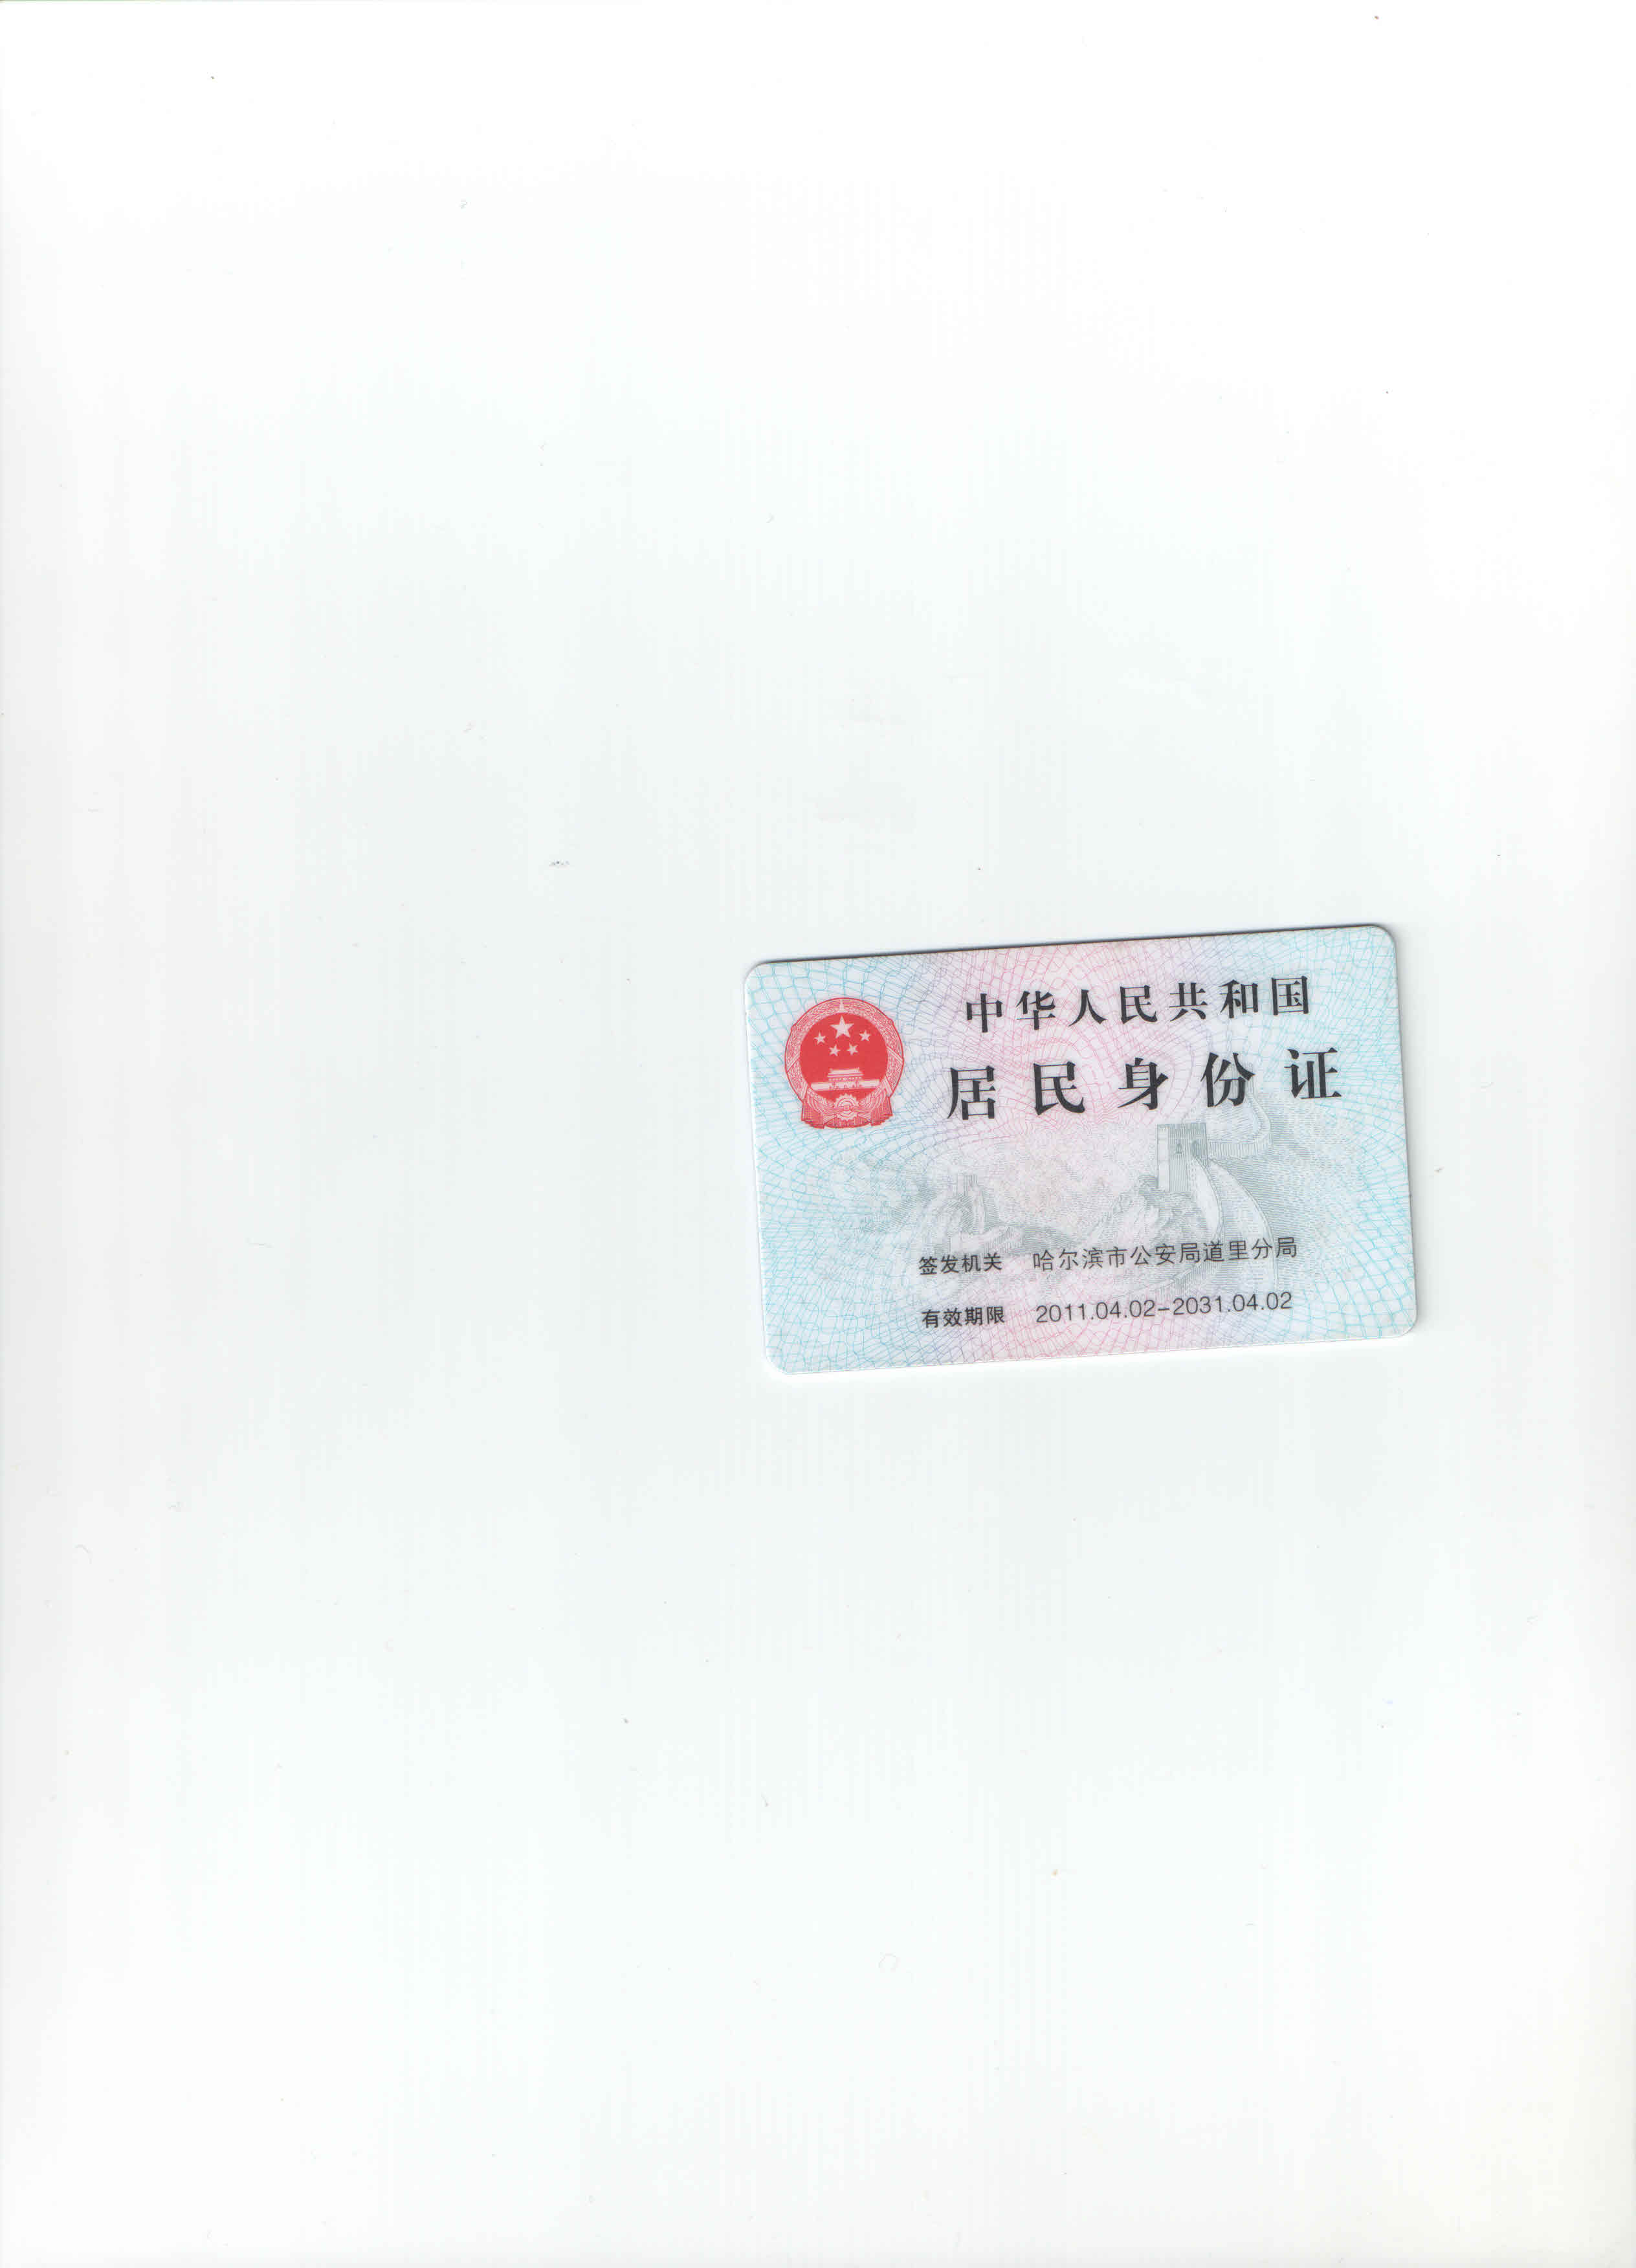 中华人民共和国
居民身份证
签发机关 哈尔滨市公安局道里分局
有效期限 2011.04.02-2031.04.02